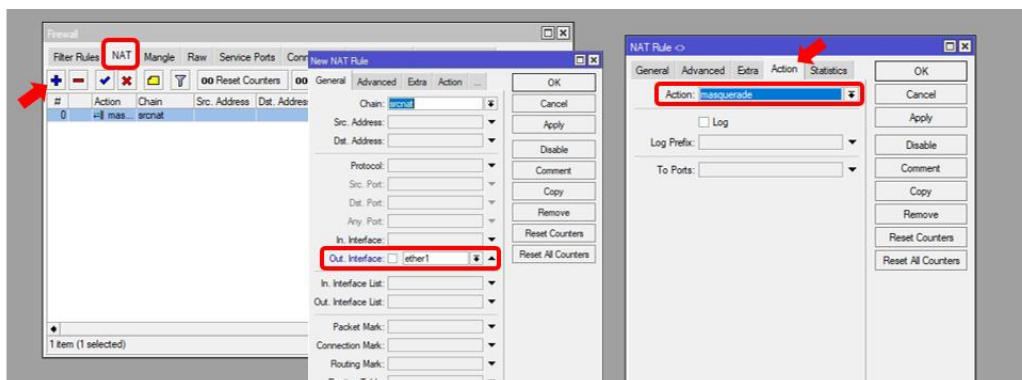 Firewall
Filter Rules NAT Mangle Raw Service Ports Conn
00 Reset Counters 00
# Action Chain Src. Address Dst. Addres
0 mas... srcnat
1 item (1 selected)
New NAT Rule
General Advanced Extra Action ...
Chain: srcnat
Src. Address:
Dst. Address:
Protocol:
Src. Port:
Dst. Port:
Any. Port:
In. Interface:
Out. Interface: ether1
In. Interface List:
Out. Interface List:
Packet Mark:
Connection Mark:
Routing Mark:
OK
Cancel
Apply
Disable
Comment
Copy
Remove
Reset Counters
Reset All Counters
NAT Rule <>
General Advanced Extra Action Statistics
Action: masquerade
Log
Log Prefix:
To Ports:
OK
Cancel
Apply
Disable
Comment
Copy
Remove
Reset Counters
Reset All Counters